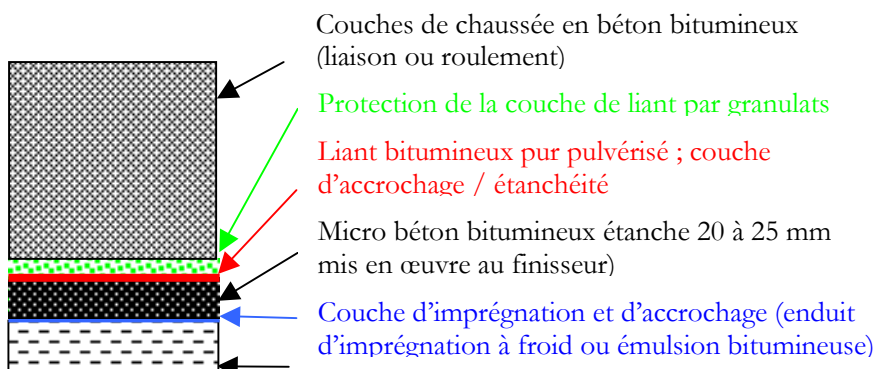 Couches de chaussée en béton bitumineux
(liaison ou roulement)
Protection de la couche de liant par granulats
Liant bitumineux pur pulvérisé ; couche
d'accrochage / étanchéité
Micro béton bitumineux étanche 20 à 25 mm
mis en œuvre au finisseur)
Couche d'imprégnation et d'accrochage (enduit
d'imprégnation à froid ou émulsion bitumineuse)